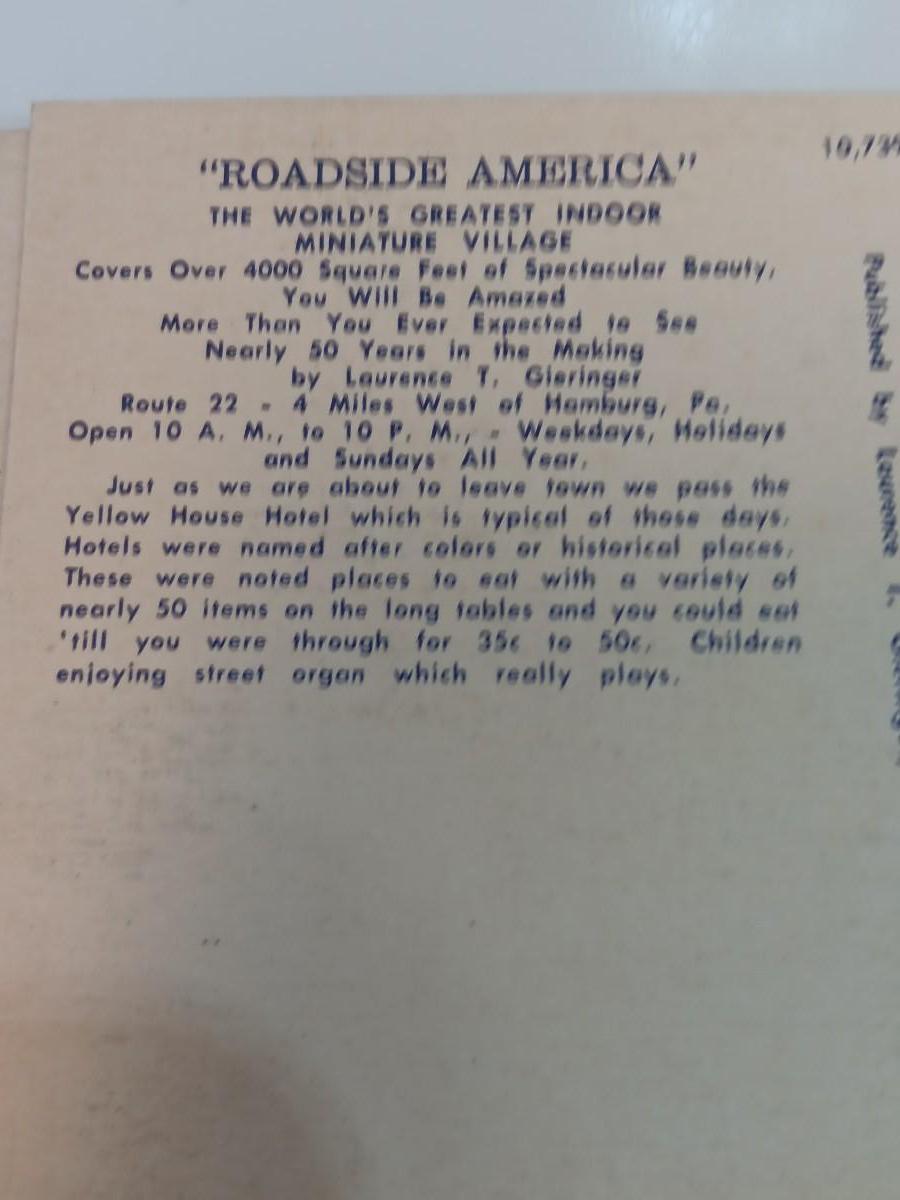 "ROADSIDE AMERICA"
THE WORLD'S GREATEST INDOOR
MINIATURE VILLAGE
Covers Over 4000 Square Feet of Spectacular Beauty,
You Will Be Amazed
More Than You Ever Expected to See
Nearly 50 Years in the Making
by Laurence T. Gieringer
Route 22 - 4 Miles West of Hamburg, Pa.
Open 10 A. M., to 10 P. M., - Weekdays, Holidays
and Sundays All Year.
Just as we are about to leave town we pass the
Yellow House Hotel which is typical of those days.
Hotels were named after colors or historical places.
These were noted places to eat with a variety of
nearly 50 items on the long tables and you could eat
'till you were through for 35c to 50c. Children
enjoying street organ which really plays.
Published by Laurence T.